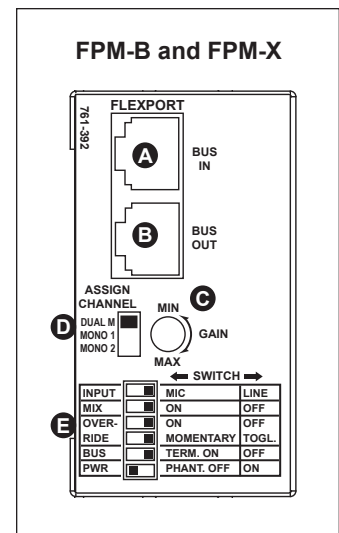 FPM-B and FPM-X
761-392
FLEXPORT
A
BUS
IN
B
BUS
OUT
ASSIGN
CHANNEL
D
DUAL M
MONO 1
MONO 2
MIN
C
GAIN
MAX
SWITCH
E
INPUT MIC LINE
MIX ON OFF
OVER- ON OFF
RIDE MOMENTARY TOGL.
BUS TERM. ON OFF
PWR PHANT. OFF ON